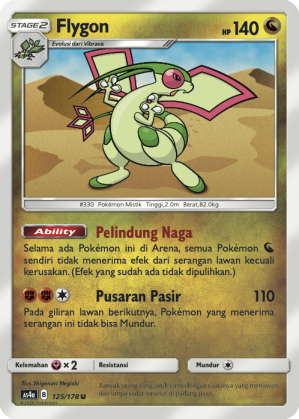 STAGE2
Flygon
HP 140
Evolusi dari Vibrava
#330 Pokémon Mistik Tinggi,2.0m Berat,82.0kg
Ability Pelindung Naga
Selama ada Pokémon ini di Arena, semua Pokémon
sendiri tidak menerima efek dari serangan lawan kecuali
kerusakan. (Efek yang sudah ada tidak dipulihkan.)
Pusaran Pasir 110
Pada giliran lawan berikutnya, Pokémon yang menerima
serangan ini tidak bisa Mundur.
Kelemahan × 2 Resistansi Mundur
Illus. Shigenori Negishi
AS4a B 125/178 U